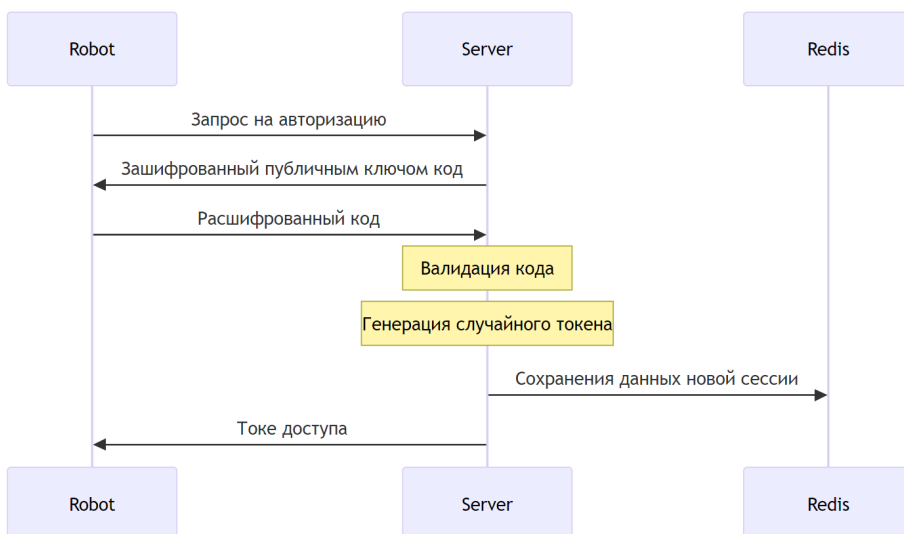 Robot
Server
Redis
Запрос на авторизацию
Зашифрованный публичным ключом код
Расшифрованный код
Валидация кода
Генерация случайного токена
Сохранения данных новой сессии
Токе доступа
Robot
Server
Redis